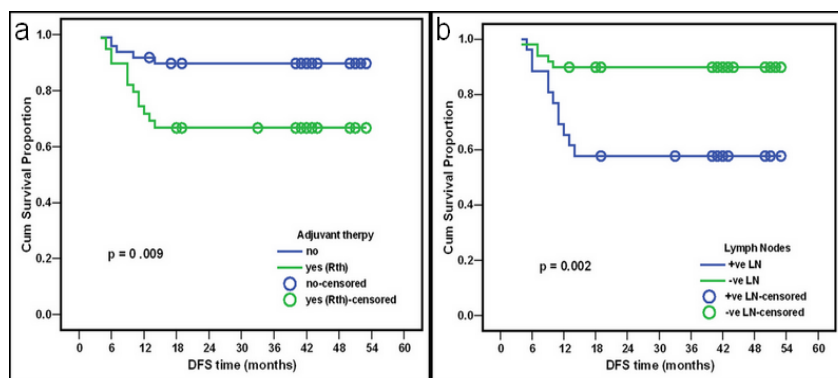 a
1.0
0.8
0.6
0.4
0.2
0.0
Cum Survival Proportion
p = 0 .009
Adjuvant therpy
no
yes (Rth)
no-censored
yes (Rth)-censored
0 6 12 18 24 30 36 42 48 54 60
DFS time (months)
b
1.0
0.8
0.6
0.4
0.2
0.0
Cum Survival Proportion
p = 0.002
Lymph Nodes
+ve LN
-ve LN
+ve LN-censored
-ve LN-censored
0 6 12 18 24 30 36 42 48 54 60
DFS time (months)